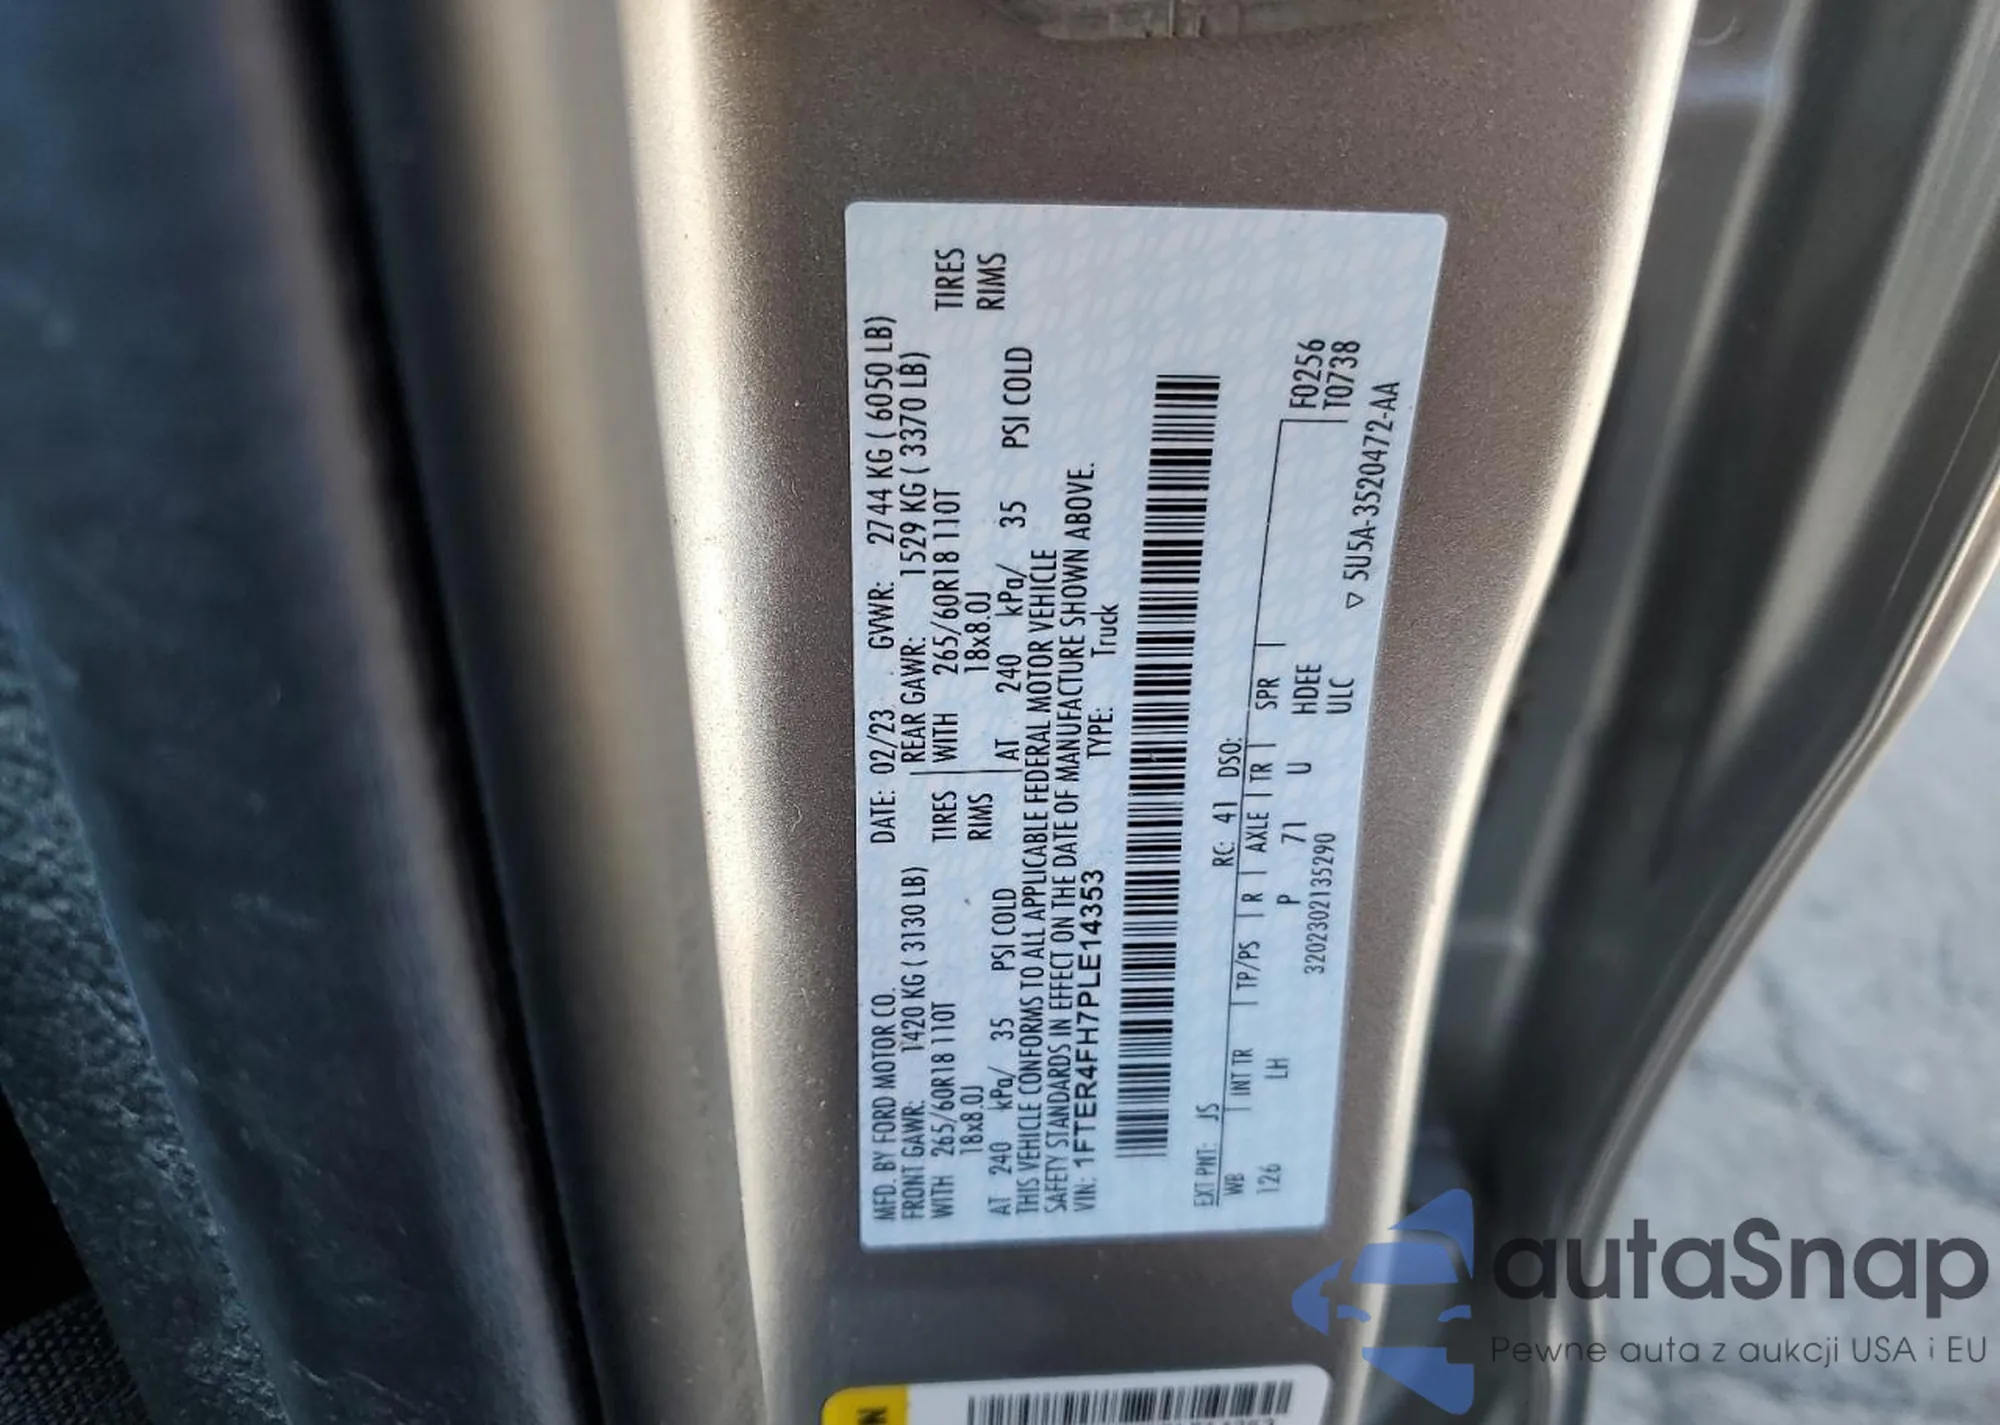 MFD. BY FORD MOTOR CO. DATE: 02/23 GVWR: 2744 KG ( 6050 LB)
FRONT GAWR: 1420 KG ( 3130 LB) REAR GAWR: 1529 KG ( 3370 LB)
WITH 265/60R18 110T TIRES WITH 265/60R18 110T TIRES
18x8.0J RIMS 18x8.0J RIMS
AT 240 kPa/ 35 PSI COLD AT 240 kPa/ 35 PSI COLD
THIS VEHICLE CONFORMS TO ALL APPLICABLE FEDERAL MOTOR VEHICLE
SAFETY STANDARDS IN EFFECT ON THE DATE OF MANUFACTURE SHOWN ABOVE.
VIN: 1FTER4FH7PLE14353 TYPE: Truck
EXT PNT: JS RC: 41 DSO:
WB INT TR TP/PS R AXLE TR SPR
126 LH P 71 U HDEE F0256
3202302135290 ULC T0738
▽ 5U5A-3520472-AA
autaSnap
Pewne auta z aukcji USA i EU